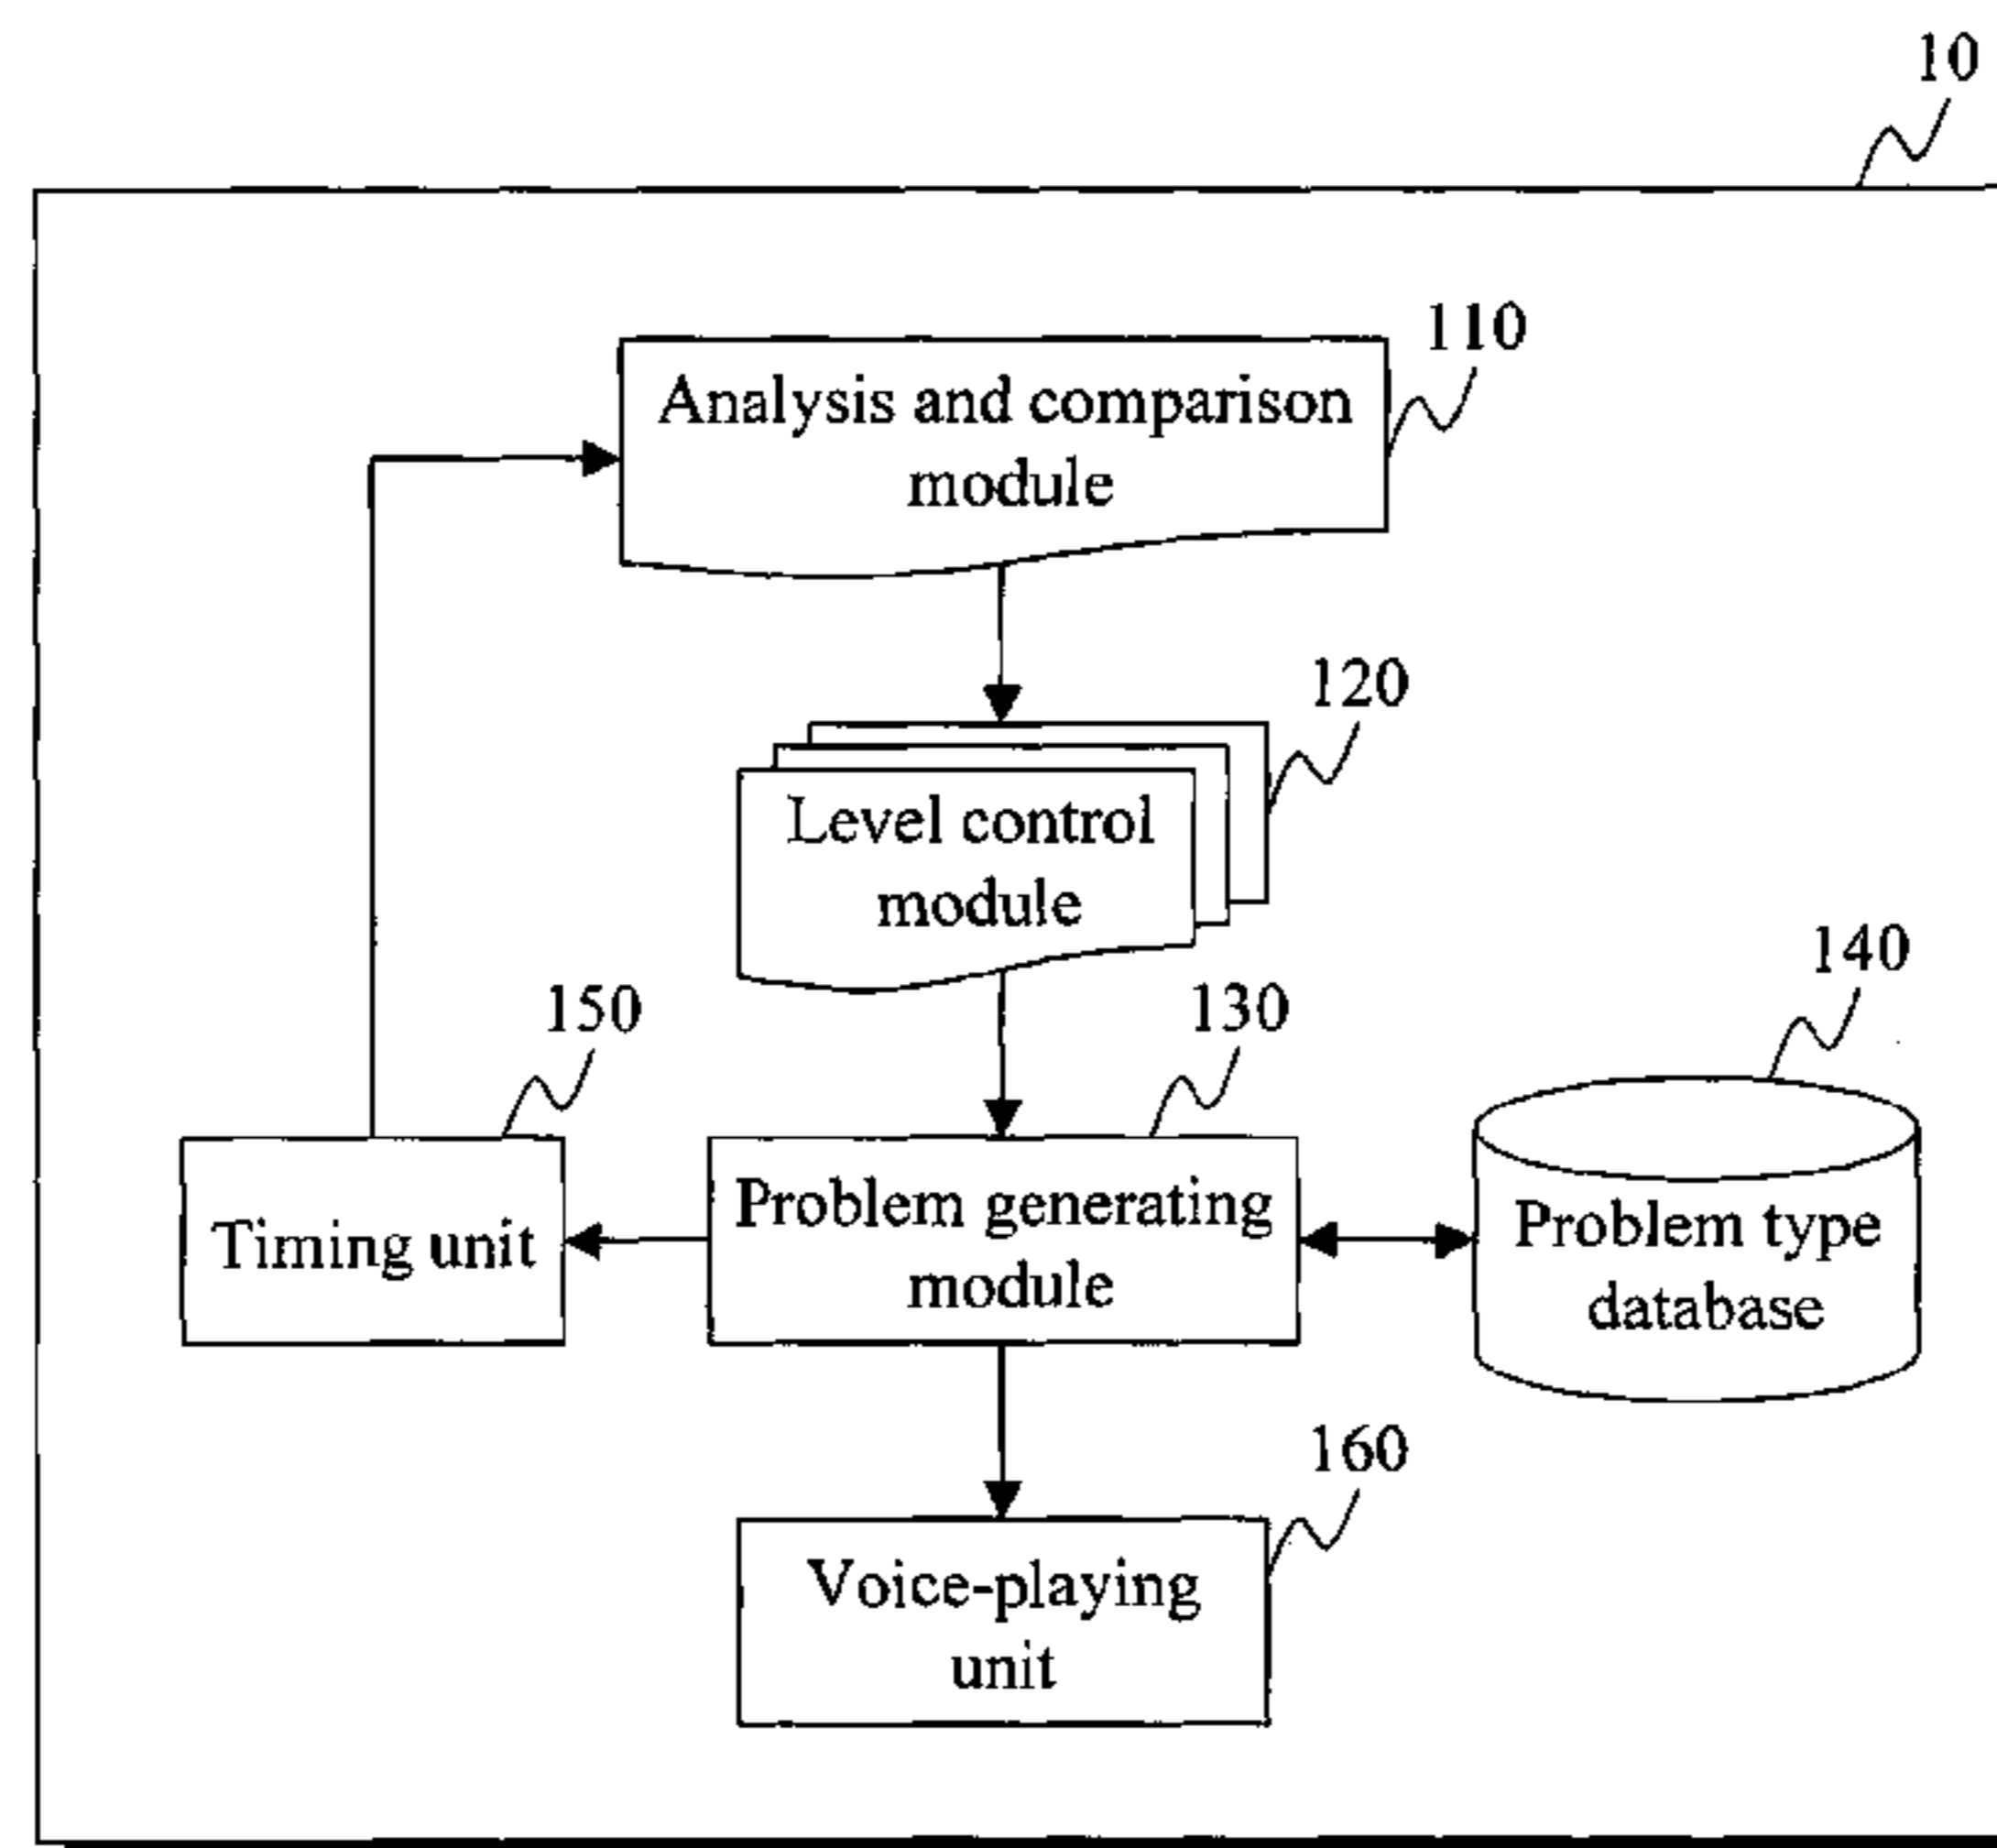 10
110
Analysis and comparison
module
120
Level control
module
140
150
130
Timing unit
Problem generating
module
Problem type
database
160
Voice-playing
unit